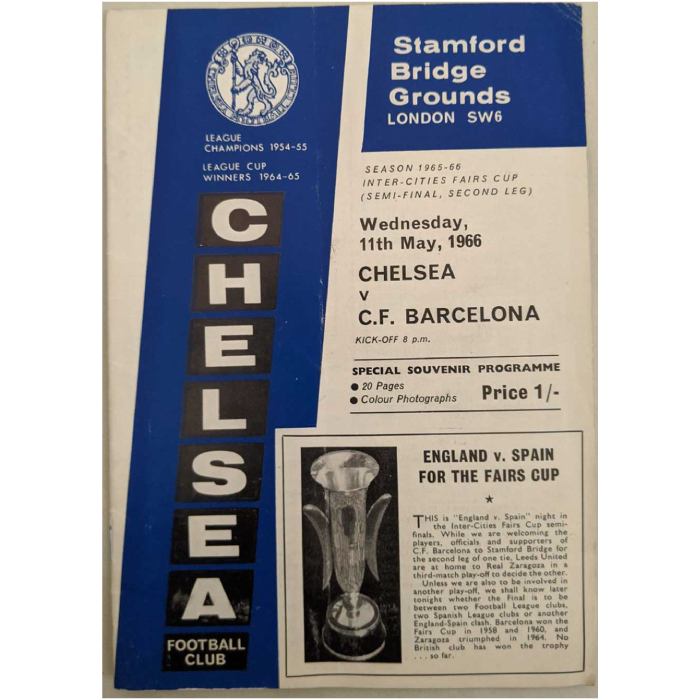 LEAGUE
CHAMPIONS 1954-55
LEAGUE CUP
WINNERS 1964-65
CHELSEA
FOOTBALL
CLUB
Stamford
Bridge
Grounds
LONDON SW6
SEASON 1965-66
INTER-CITIES FAIRS CUP
(SEMI-FINAL, SECOND LEG)
Wednesday,
11th May, 1966
CHELSEA
v
C.F. BARCELONA
KICK-OFF 8 p.m.
SPECIAL SOUVENIR PROGRAMME
● 20 Pages
● Colour Photographs
Price 1/-
ENGLAND v. SPAIN
FOR THE FAIRS CUP
★
THIS is "England v. Spain" night in
the Inter-Cities Fairs Cup semi-
finals. While we are welcoming the
players, officials and supporters of
C.F. Barcelona to Stamford Bridge for
the second leg of one tie, Leeds United
are at home to Real Zaragoza in a
third-match play-off to decide the other.
Unless we are also to be involved in
another play-off, we shall know later
tonight whether the Final is to be
between two Football League clubs,
two Spanish League clubs or another
England-Spain clash. Barcelona won the
Fairs Cup in 1958 and 1960, and
Zaragoza triumphed in 1964. No
British club has won the trophy
. . . so far.